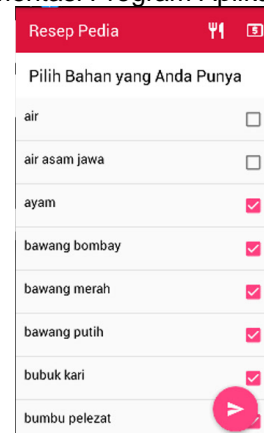 Resep Pedia
Pilih Bahan yang Anda Punya
air
air asam jawa
ayam
bawang bombay
bawang merah
bawang putih
bubuk kari
bumbu pelezat